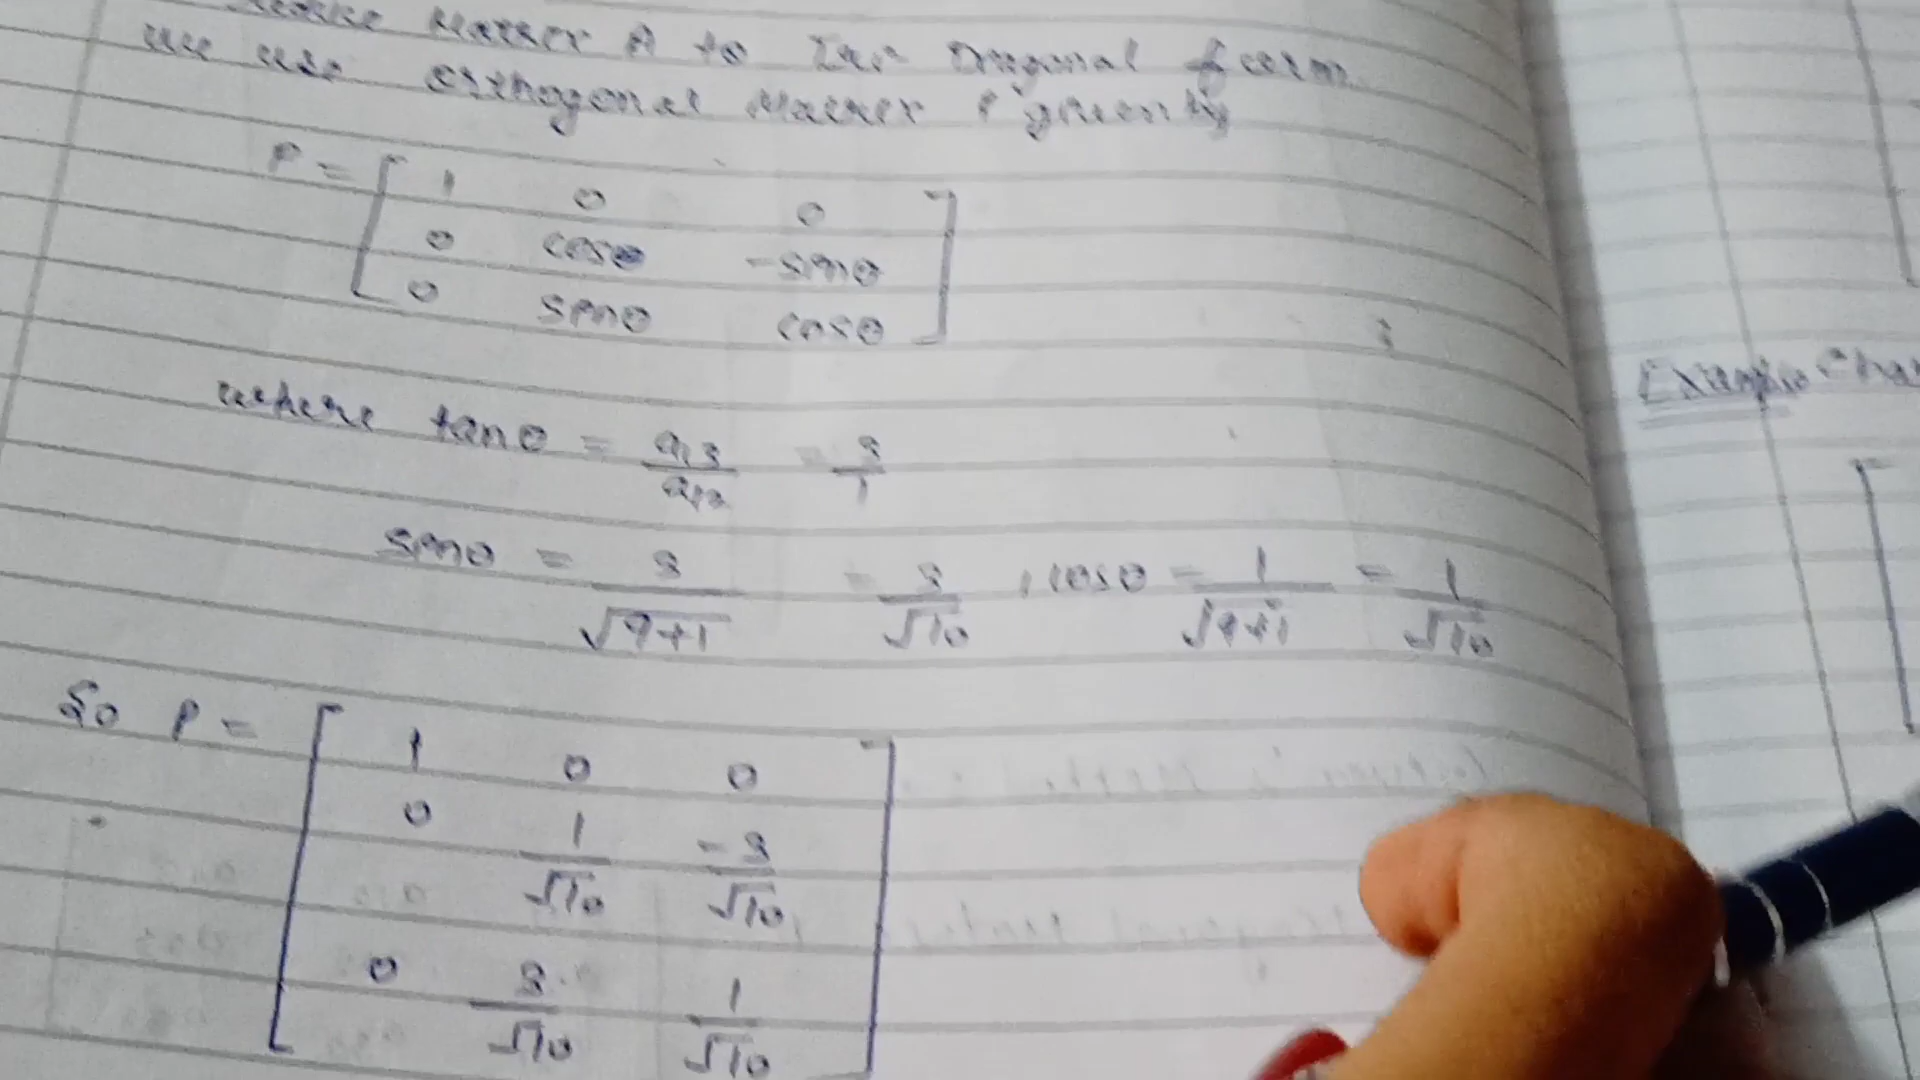 Matrix A to Tri Diagonal form
we use orthogonal Matrix P given by
P = [ 1 0 0
0 cosθ -sinθ
0 sinθ cosθ ]
where tanθ = a13/a12 = 3/1
sinθ = 3/√9+1 = 3/√10 , cosθ = 1/√9+1 = 1/√10
So P = [ 1 0 0
0 1/√10 -3/√10
0 3/√10 1/√10 ]
Example